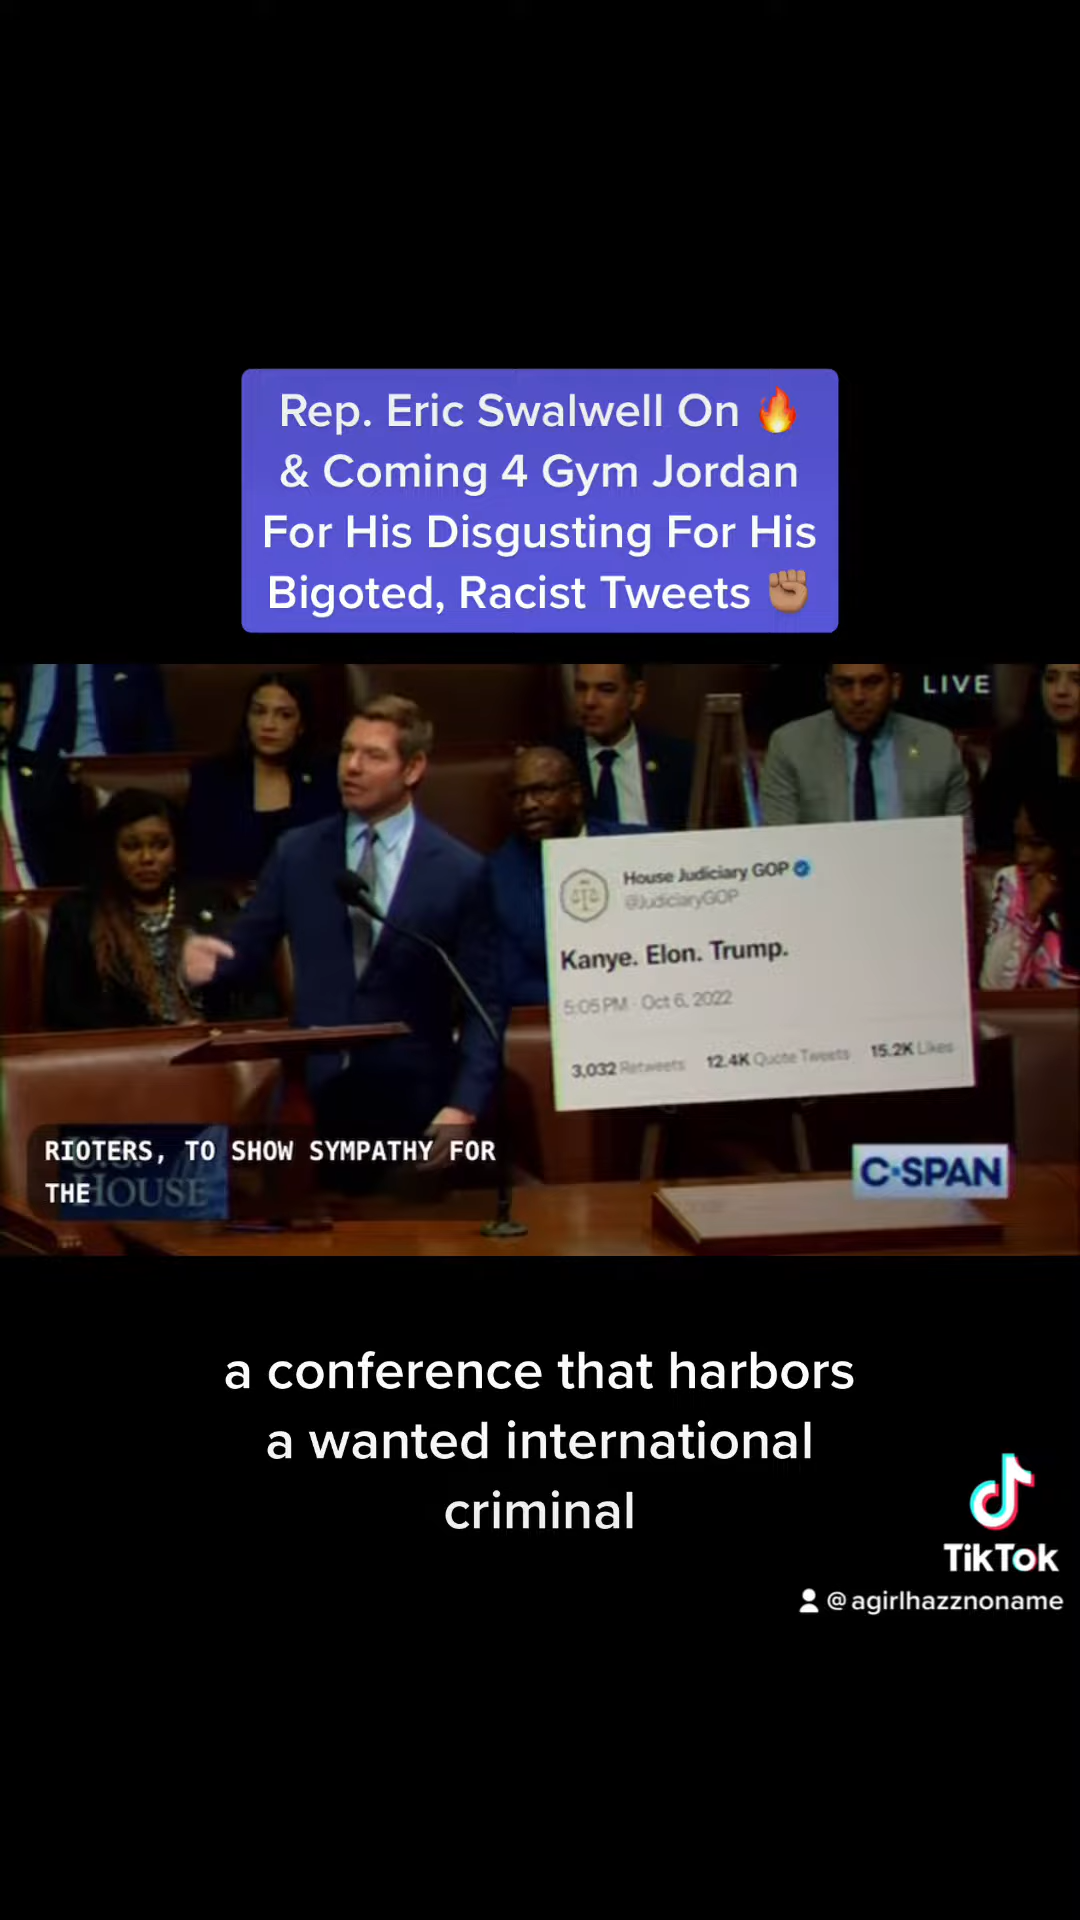 Rep. Eric Swalwell On 🔥
& Coming 4 Gym Jordan
For His Disgusting For His
Bigoted, Racist Tweets ✊🏽
LIVE
House Judiciary GOP
@JudiciaryGOP
Kanye. Elon. Trump.
5:05 PM · Oct 6, 2022
3,032 Retweets 12.4K Quote Tweets 15.2K Likes
RIOTERS, TO SHOW SYMPATHY FOR
THE
U.S.
HOUSE
C-SPAN
a conference that harbors
a wanted international
criminal
TikTok
@agirlhazznoname